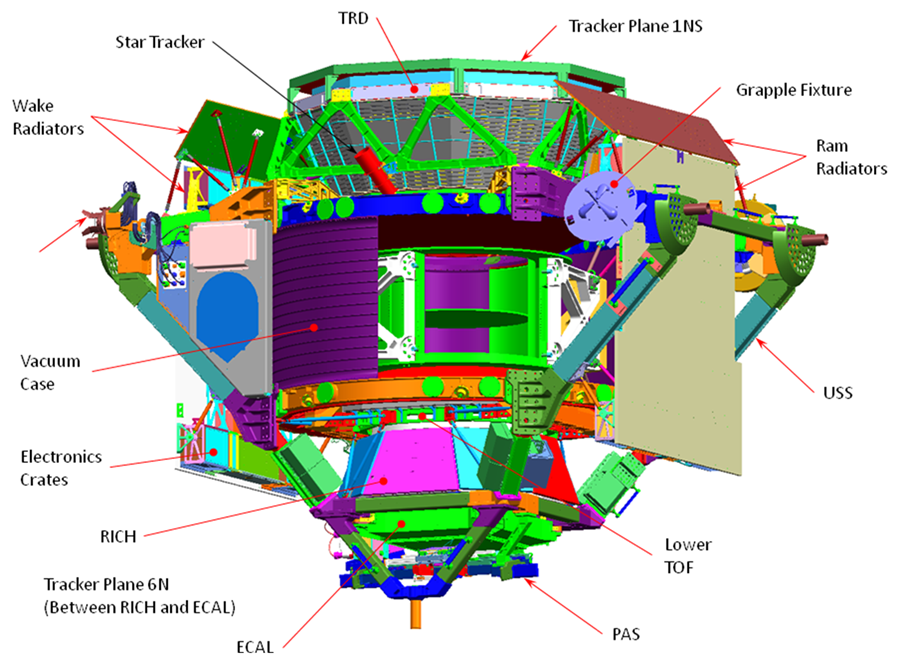 TRD
Tracker Plane 1NS
Star Tracker
Grapple Fixture
Wake
Radiators
Ram
Radiators
Vacuum
Case
USS
Electronics
Crates
RICH
Lower
TOF
Tracker Plane 6N
(Between RICH and ECAL)
PAS
ECAL